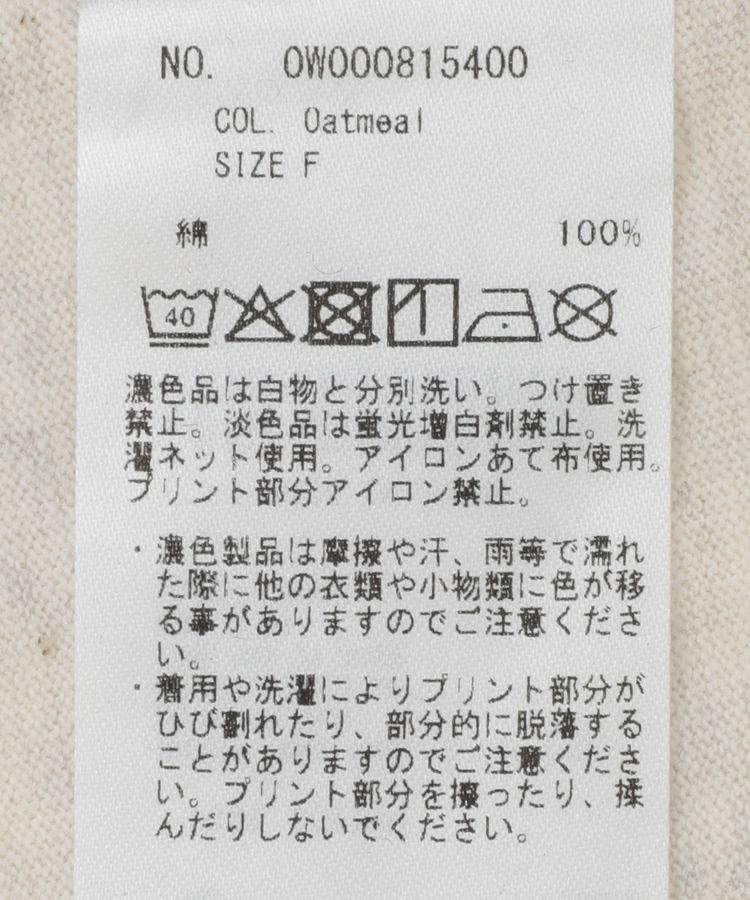 NO. 0W000815400
COL. Oatmeal
SIZE F
綿 100%
40
濃色品は白物と分別洗い。つけ置き
禁止。淡色品は蛍光増白剤禁止。洗
濯ネット使用。アイロンあて布使用。
プリント部分アイロン禁止。
・濃色製品は摩擦や汗、雨等で濡れ
た際に他の衣類や小物類に色が移
る事がありますのでご注意くださ
い。
・着用や洗濯によりプリント部分が
ひび割れたり、部分的に脱落する
ことがありますのでご注意くださ
い。プリント部分を擦ったり、揉
んだりしないでください。